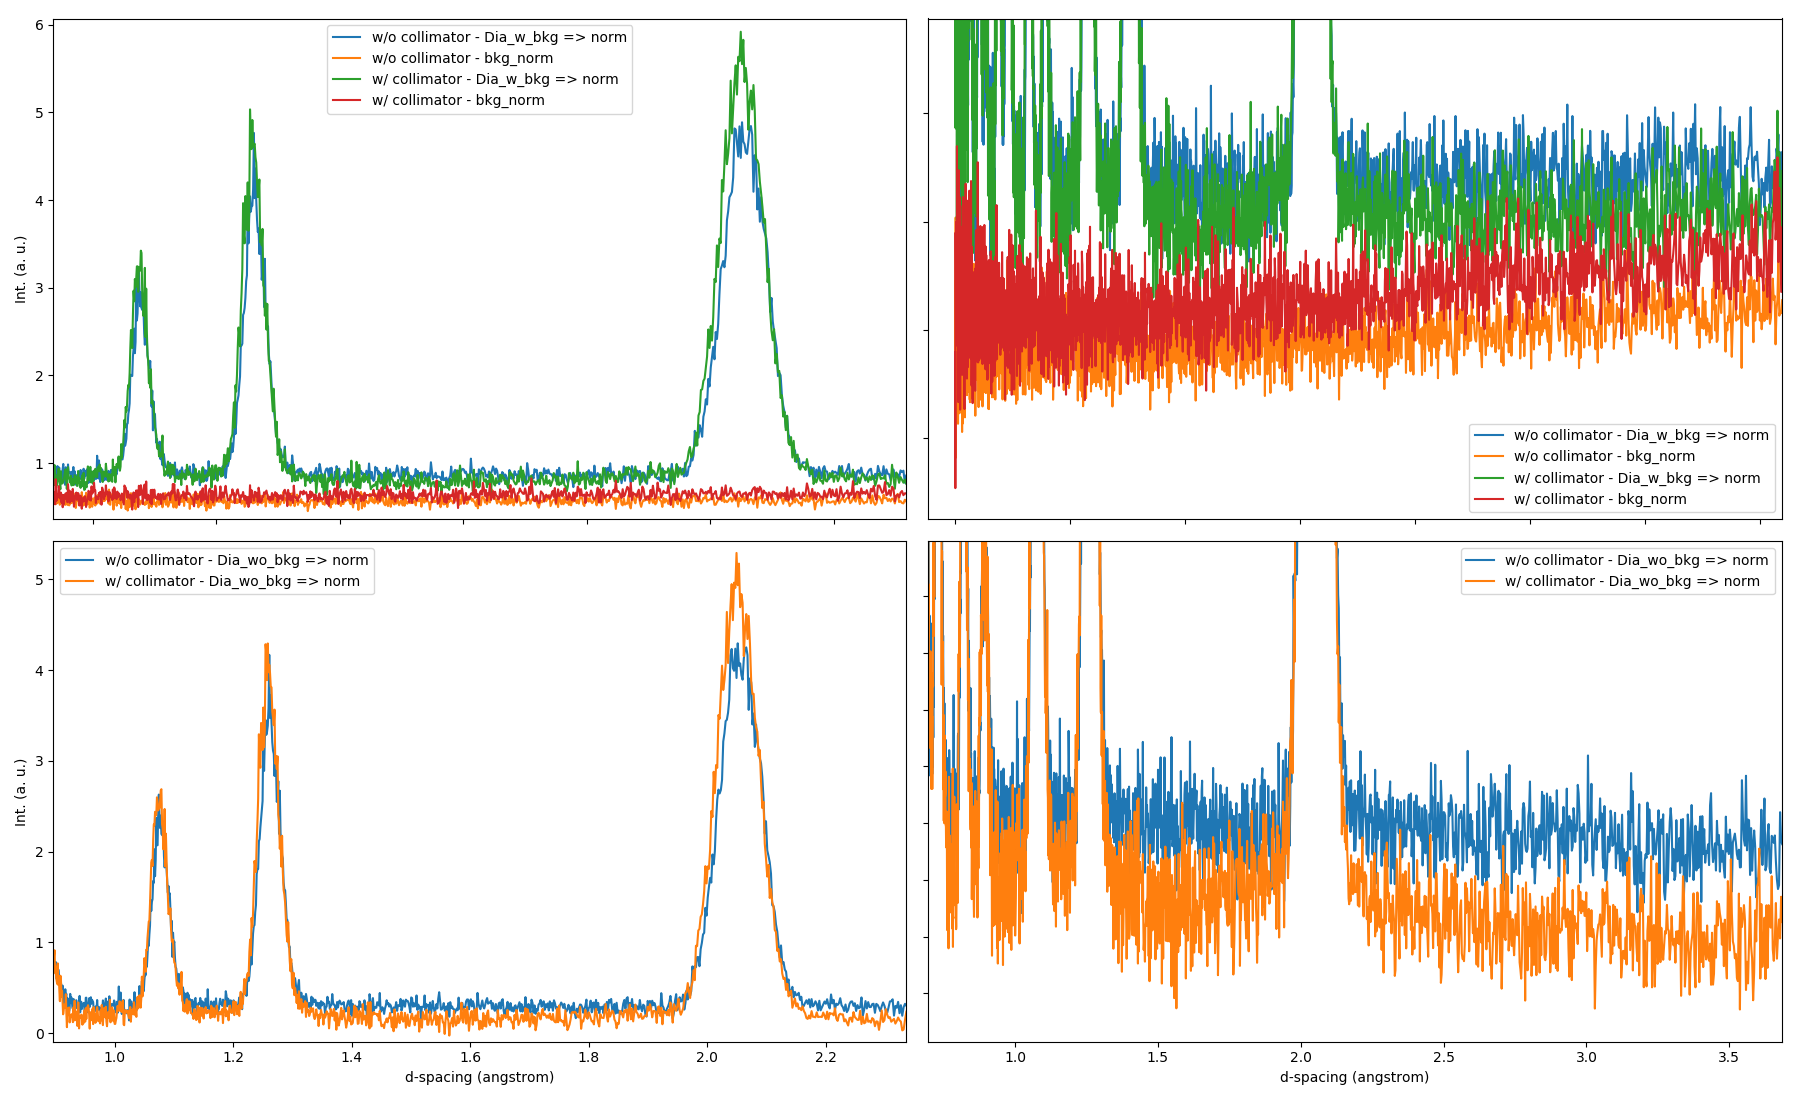 6
5
4
3
2
1
Int. (a. u.)
w/o collimator - Dia_w_bkg => norm
w/o collimator - bkg_norm
w/ collimator - Dia_w_bkg => norm
w/ collimator - bkg_norm
w/o collimator - Dia_w_bkg => norm
w/o collimator - bkg_norm
w/ collimator - Dia_w_bkg => norm
w/ collimator - bkg_norm
w/o collimator - Dia_wo_bkg => norm
w/ collimator - Dia_wo_bkg => norm
5
4
3
2
1
0
Int. (a. u.)
1.0 1.2 1.4 1.6 1.8 2.0 2.2
d-spacing (angstrom)
w/o collimator - Dia_wo_bkg => norm
w/ collimator - Dia_wo_bkg => norm
1.0 1.5 2.0 2.5 3.0 3.5
d-spacing (angstrom)